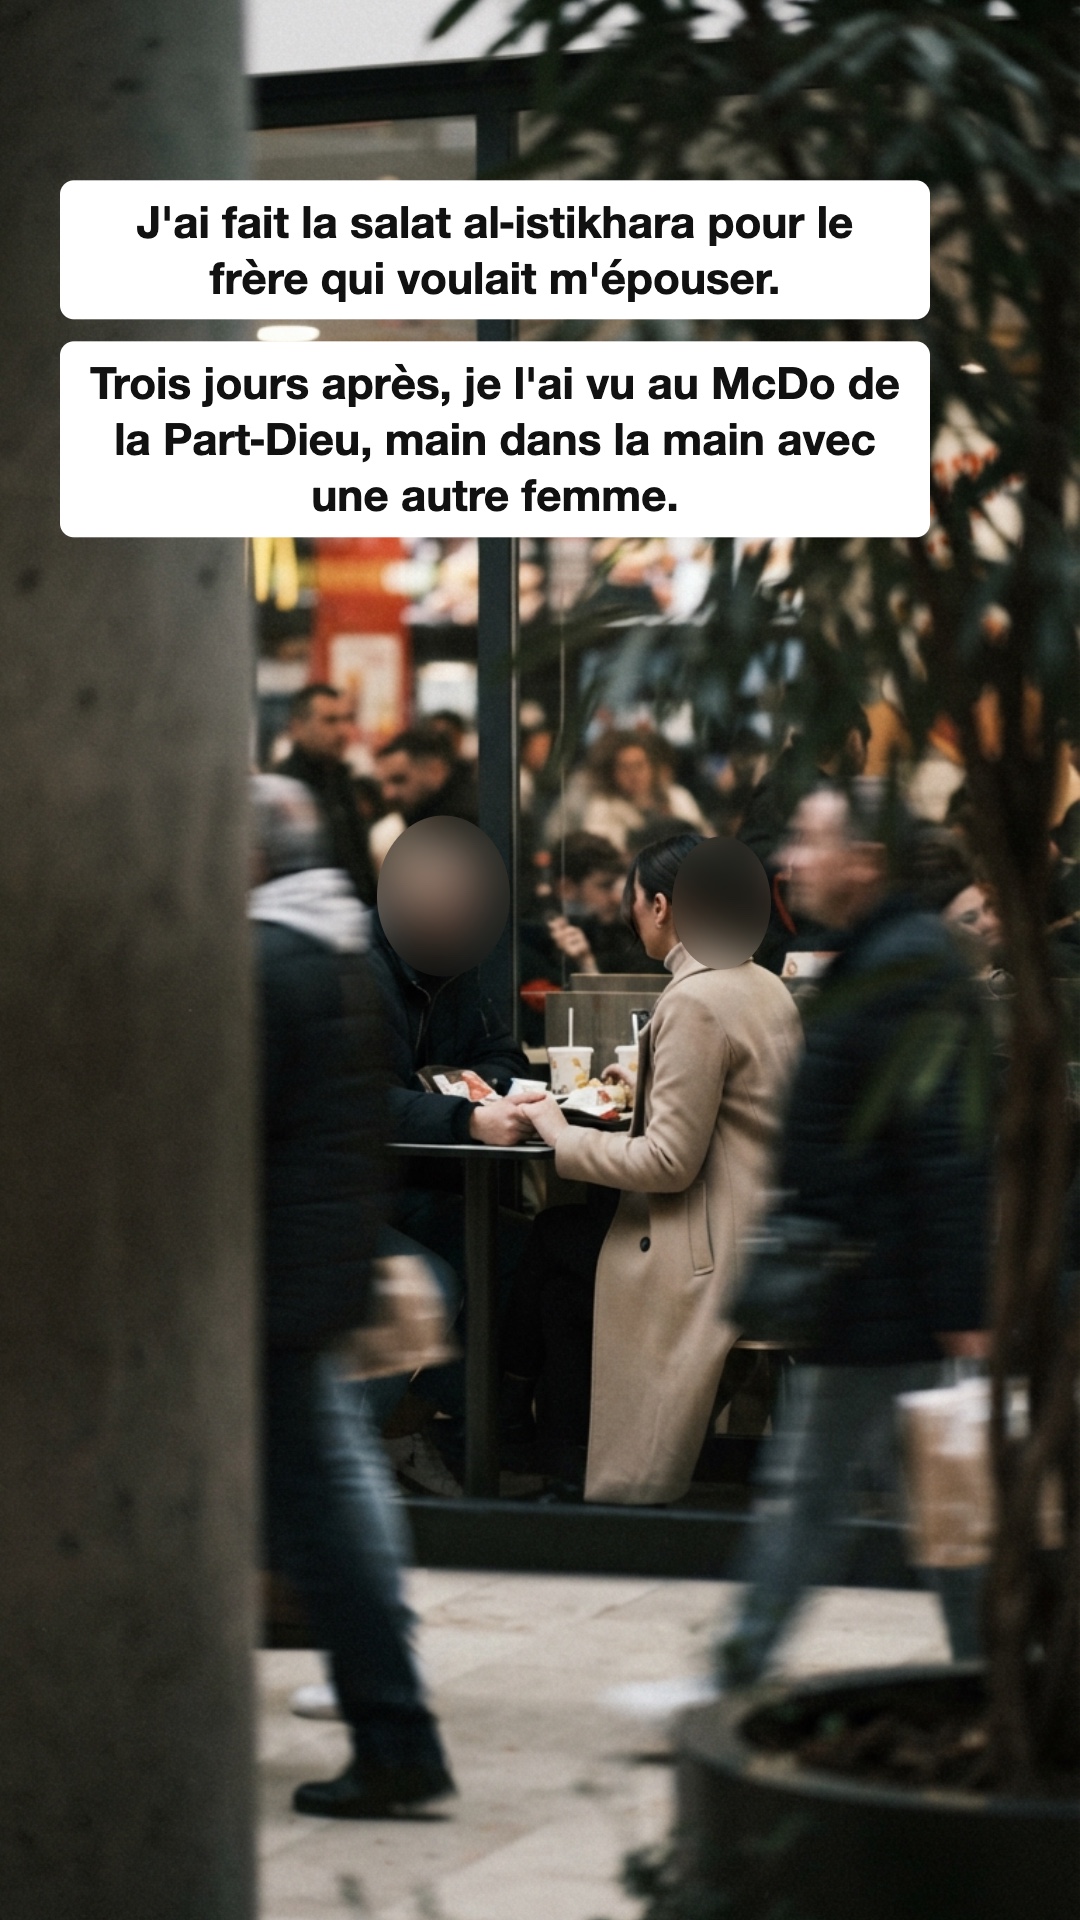 J'ai fait la salat al-istikhara pour le
frère qui voulait m'épouser.
Trois jours après, je l'ai vu au McDo de
la Part-Dieu, main dans la main avec
une autre femme.